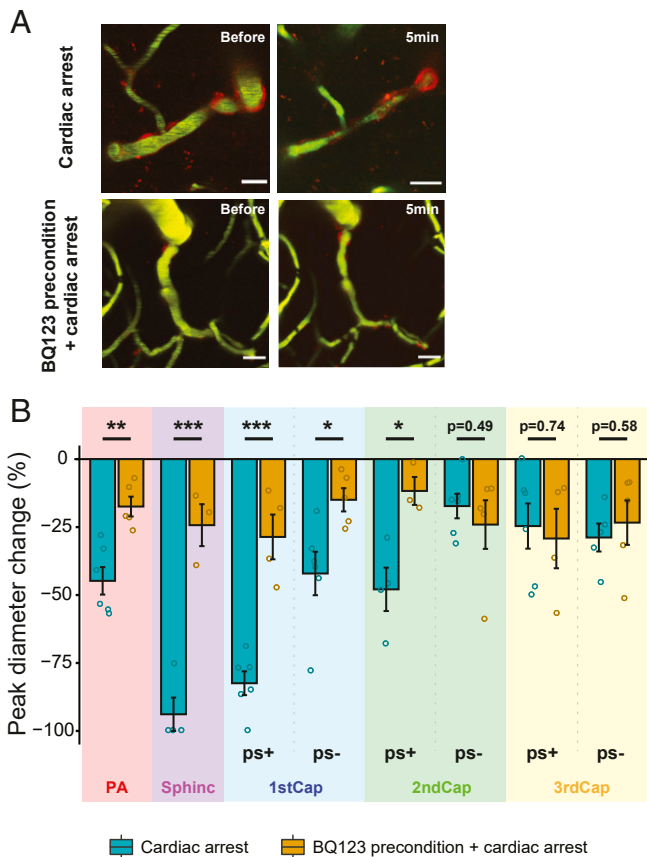 A
Before
5min
Cardiac arrest
Before
5min
BQ123 precondition
+ cardiac arrest
B
** *** *** * * p=0.49 p=0.74 p=0.58
0
−25
−50
−75
−100
Peak diameter change (%)
ps+ ps- ps+ ps- ps+ ps-
PA Sphinc 1stCap 2ndCap 3rdCap
Cardiac arrest BQ123 precondition + cardiac arrest